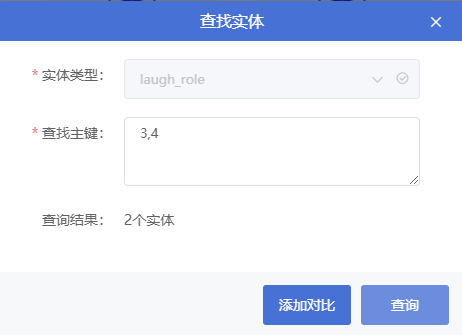 查找实体
* 实体类型： laugh_role
* 查找主键： 3,4
查询结果： 2个实体
添加对比 查询